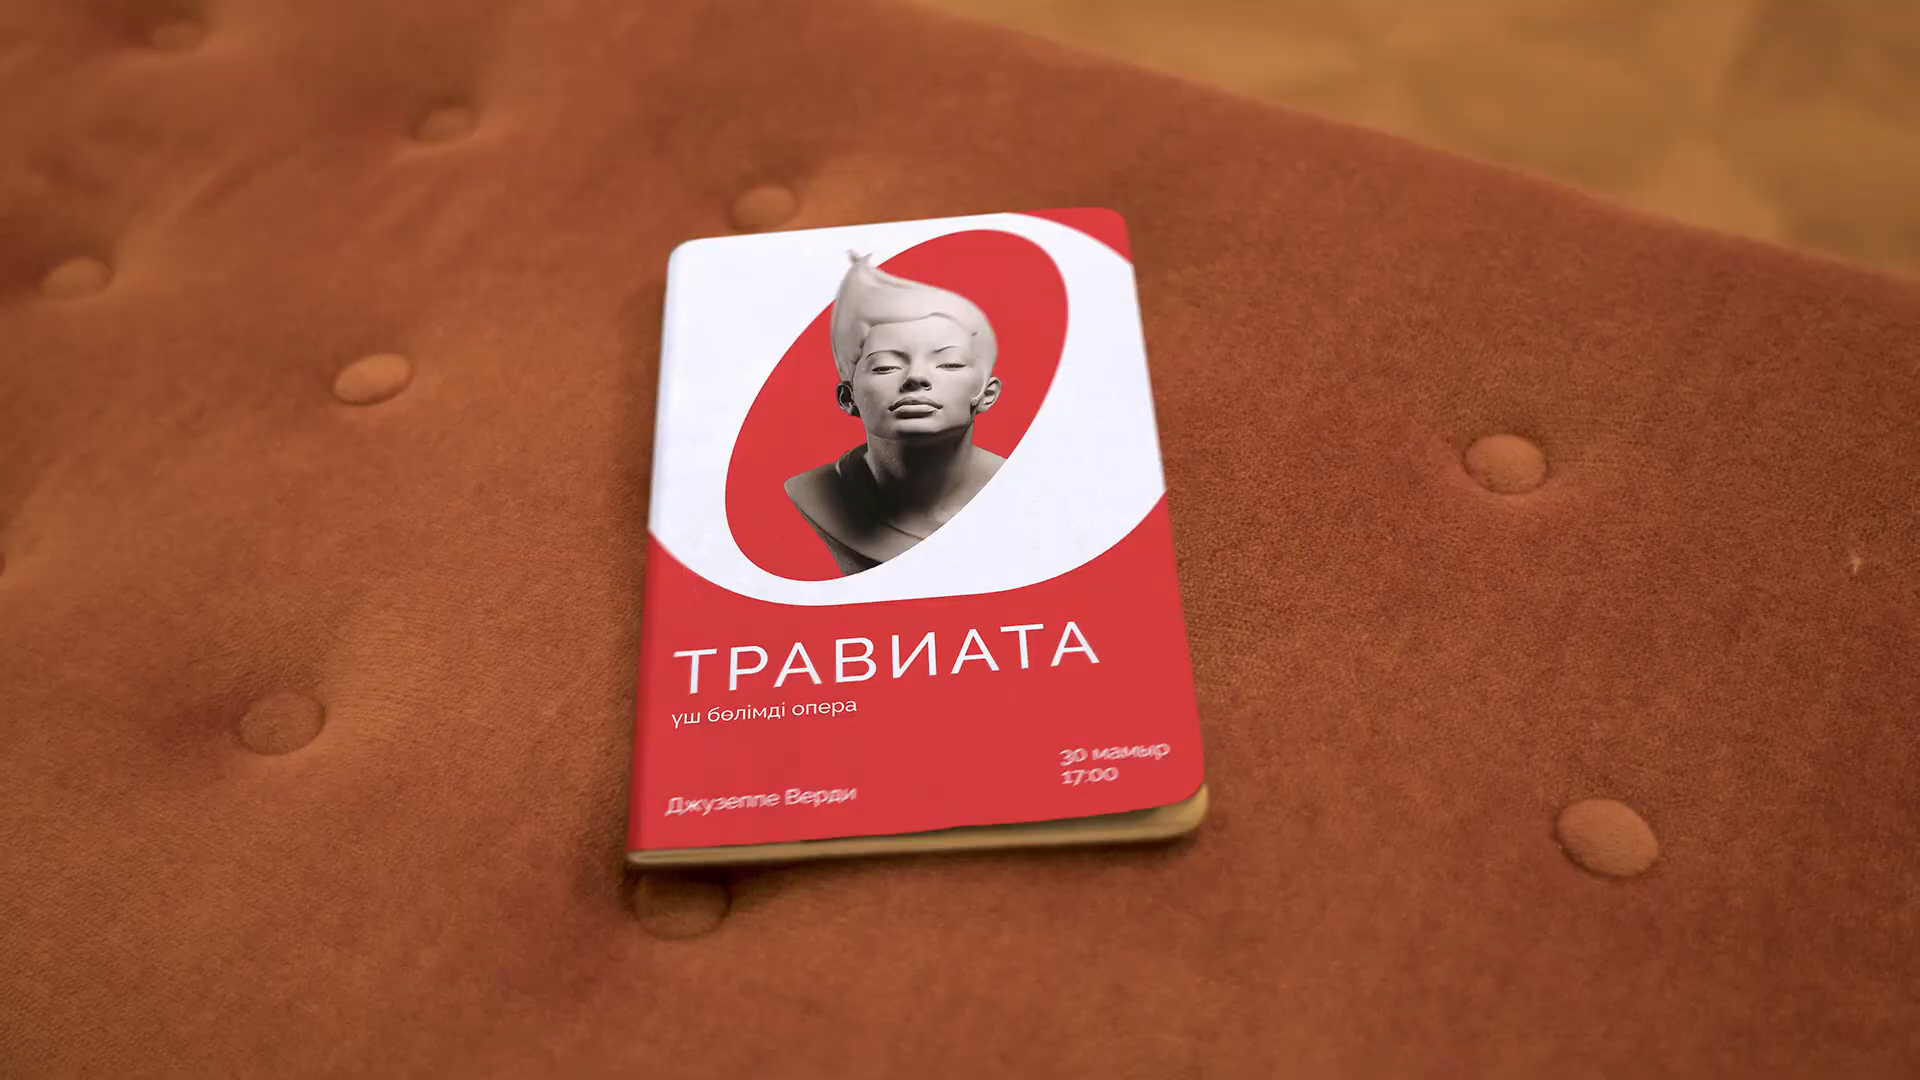 ТРАВИАТА
үш бөлімді опера
30 мамыр
17:00
Джузеппе Верди